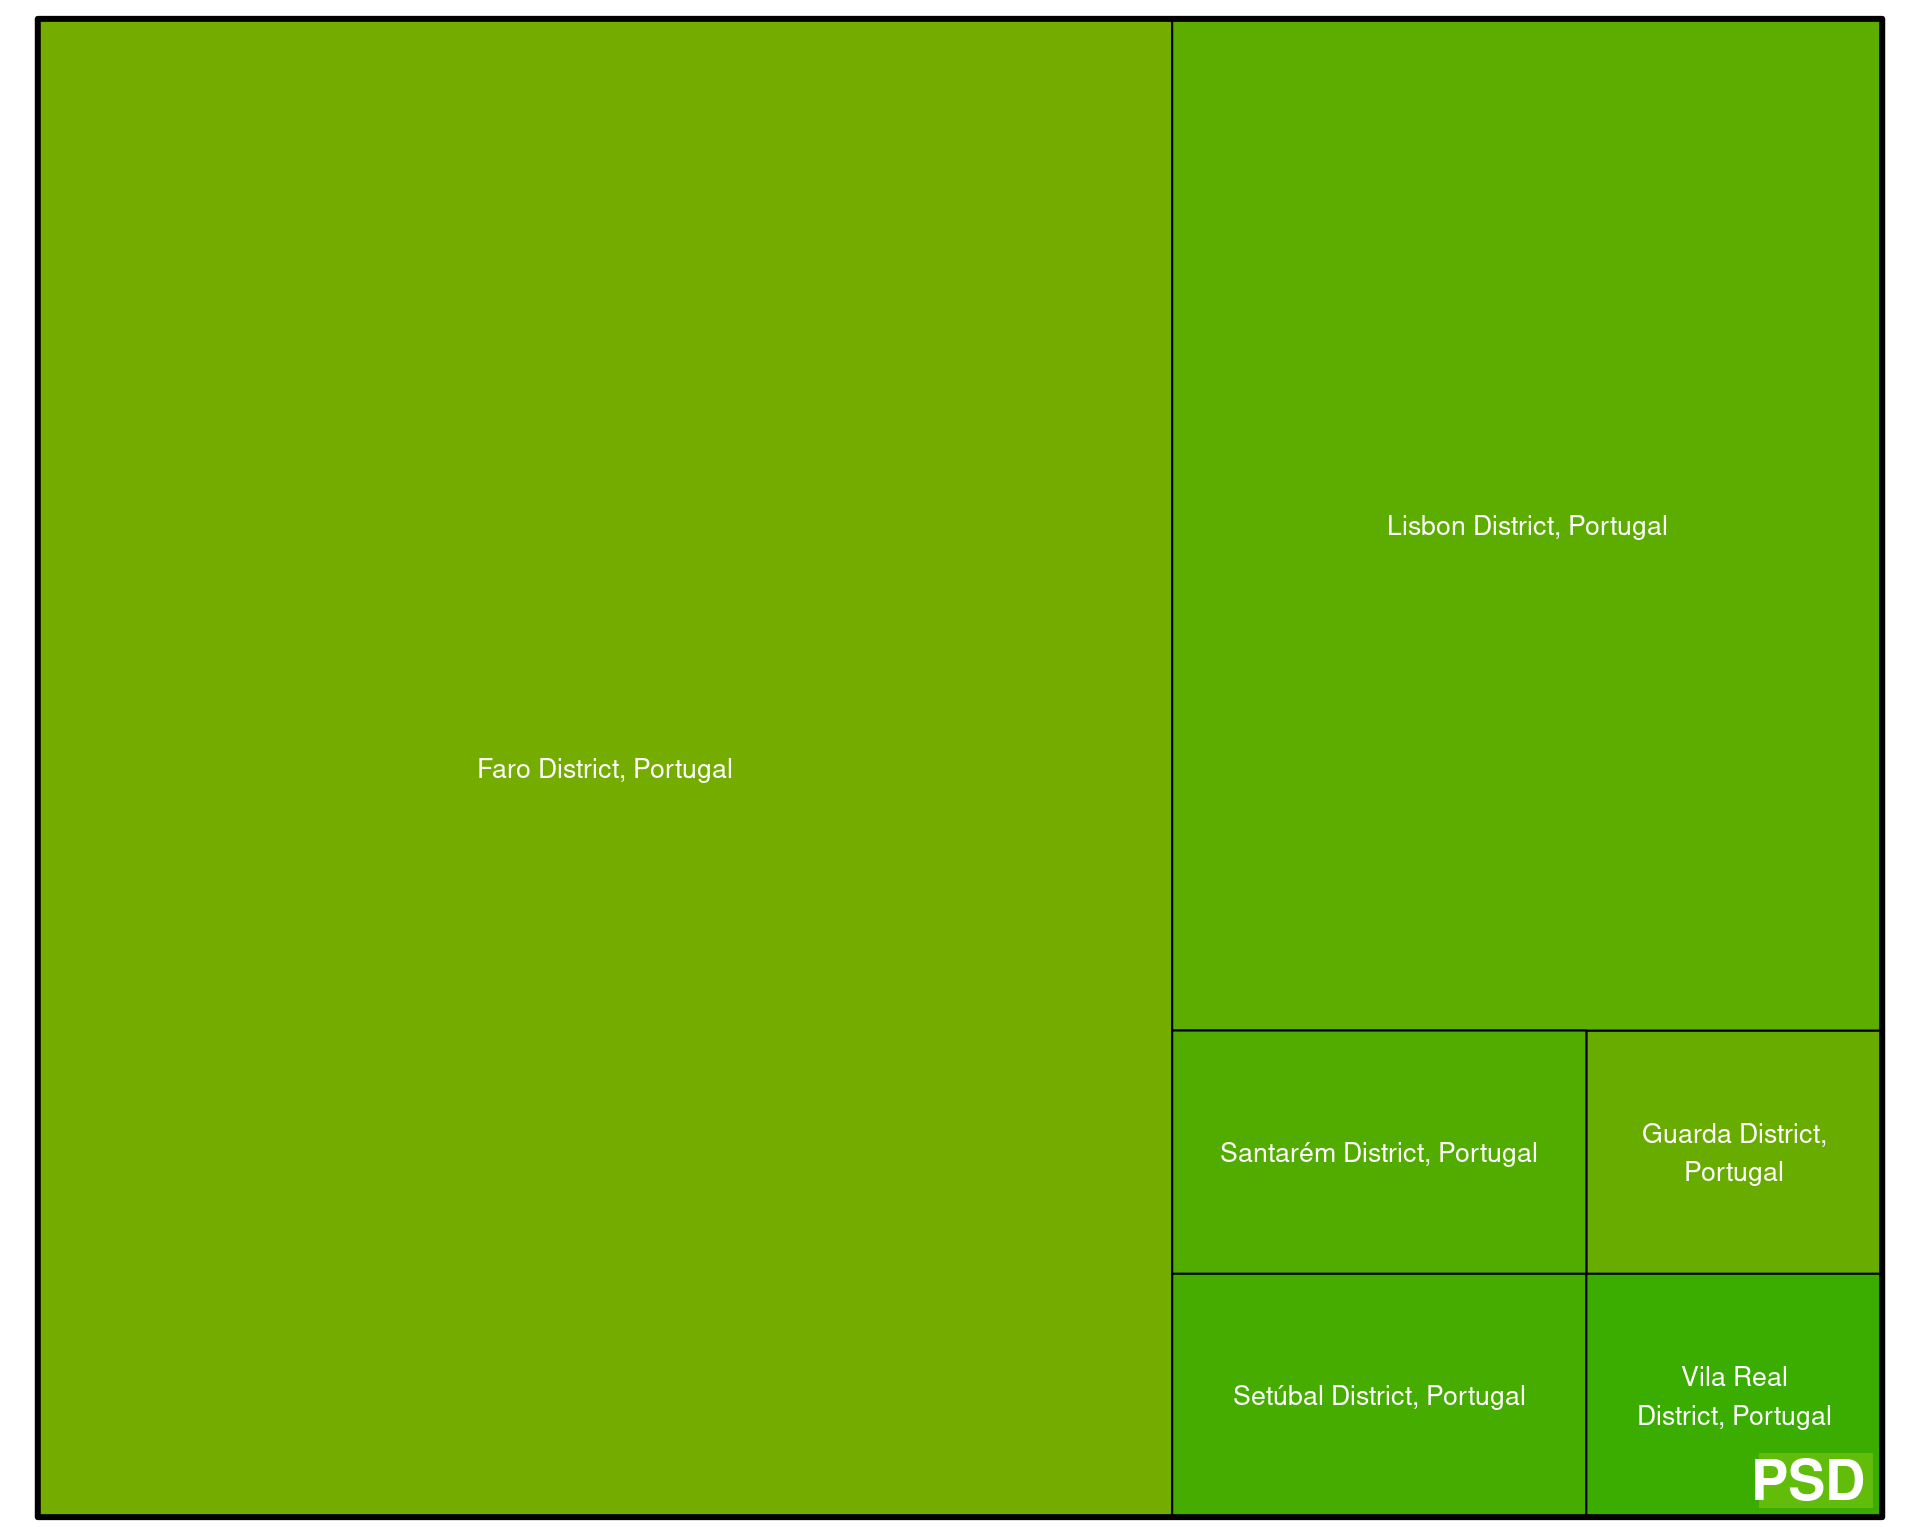 Faro District, Portugal
Lisbon District, Portugal
Santarém District, Portugal
Guarda District,
Portugal
Setúbal District, Portugal
Vila Real
District, Portugal
PSD